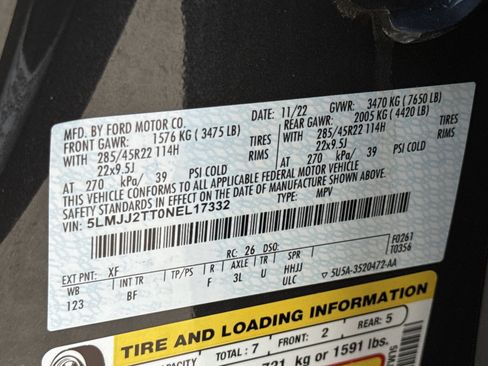 MFD. BY FORD MOTOR CO. DATE: 11/22 GVWR: 3470 KG ( 7650 LB)
FRONT GAWR: 1576 KG ( 3475 LB) REAR GAWR: 2005 KG ( 4420 LB)
WITH 285/45R22 114H TIRES WITH 285/45R22 114H TIRES
22x9.5J RIMS 22x9.5J RIMS
AT 270 kPa/ 39 PSI COLD AT 270 kPa/ 39 PSI COLD
THIS VEHICLE CONFORMS TO ALL APPLICABLE FEDERAL MOTOR VEHICLE
SAFETY STANDARDS IN EFFECT ON THE DATE OF MANUFACTURE SHOWN ABOVE.
VIN: 5LMJJ2TT0NEL17332 TYPE: MPV
F0261
T0356
EXT PNT: XF RC: 26 DSO:
WB INT TR TP/PS R AXLE TR SPR
123 BF F 3L U HHJJ
ULC ▽ 5U5A-3520472-AA
TIRE AND LOADING INFORMATION
CAPACITY TOTAL : 7 FRONT: 2 REAR: 5
kg or 1591 lbs.